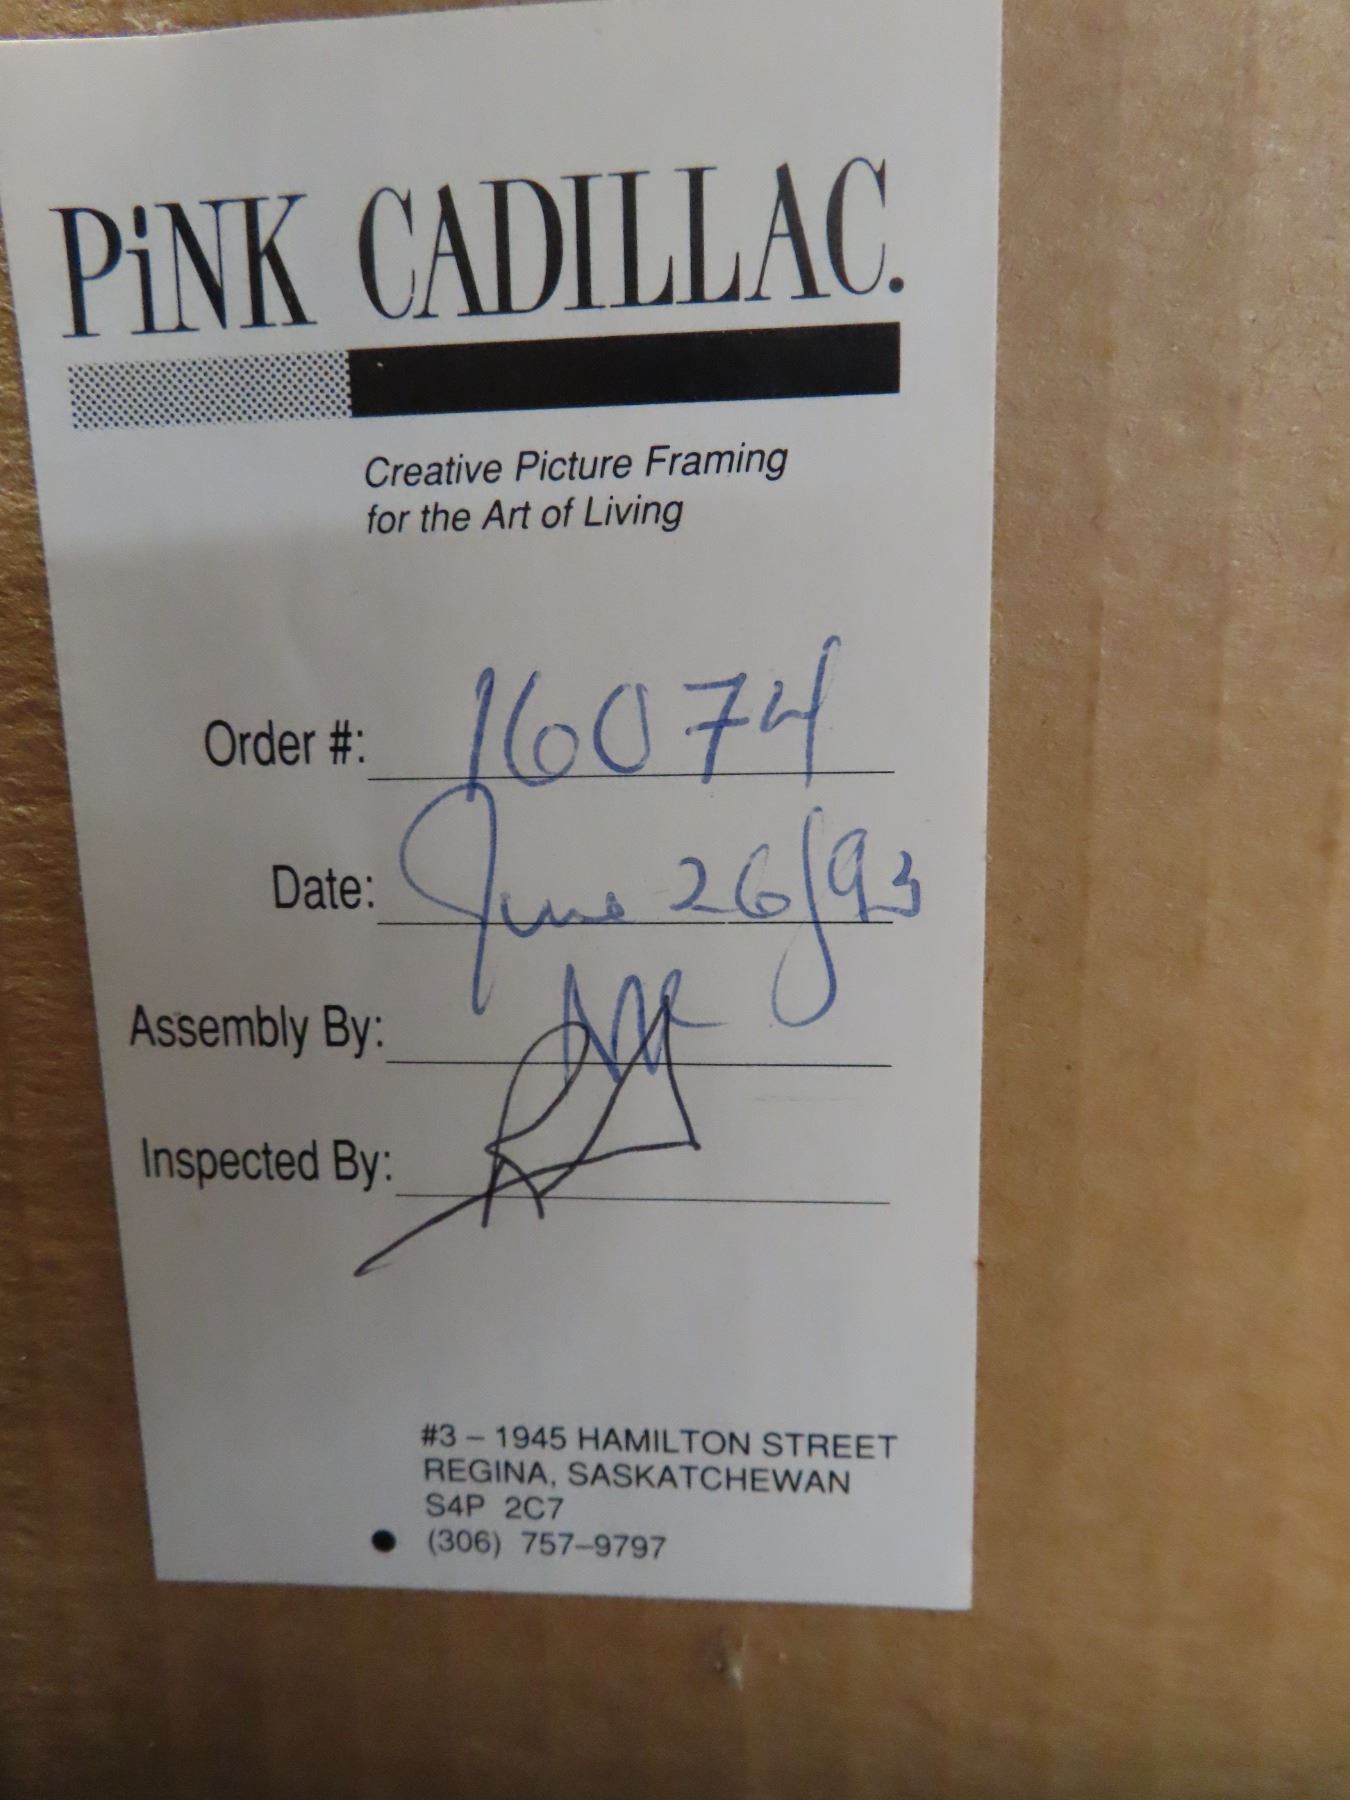 PiNK CADILLAC.
Creative Picture Framing
for the Art of Living
Order #: 16074
Date: June 26/93
Assembly By:
Inspected By:
#3 – 1945 HAMILTON STREET
REGINA, SASKATCHEWAN
S4P 2C7
● (306) 757–9797